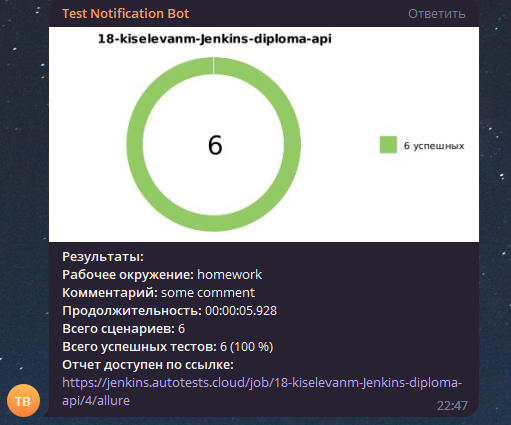 Test Notification Bot
Ответить
18-kiselevanm-Jenkins-diploma-api
6
6 успешных
Результаты:
Рабочее окружение: homework
Комментарий: some comment
Продолжительность: 00:00:05.928
Всего сценариев: 6
Всего успешных тестов: 6 (100 %)
Отчет доступен по ссылке:
https://jenkins.autotests.cloud/job/18-kiselevanm-Jenkins-diploma-
api/4/allure
ТВ
22:47